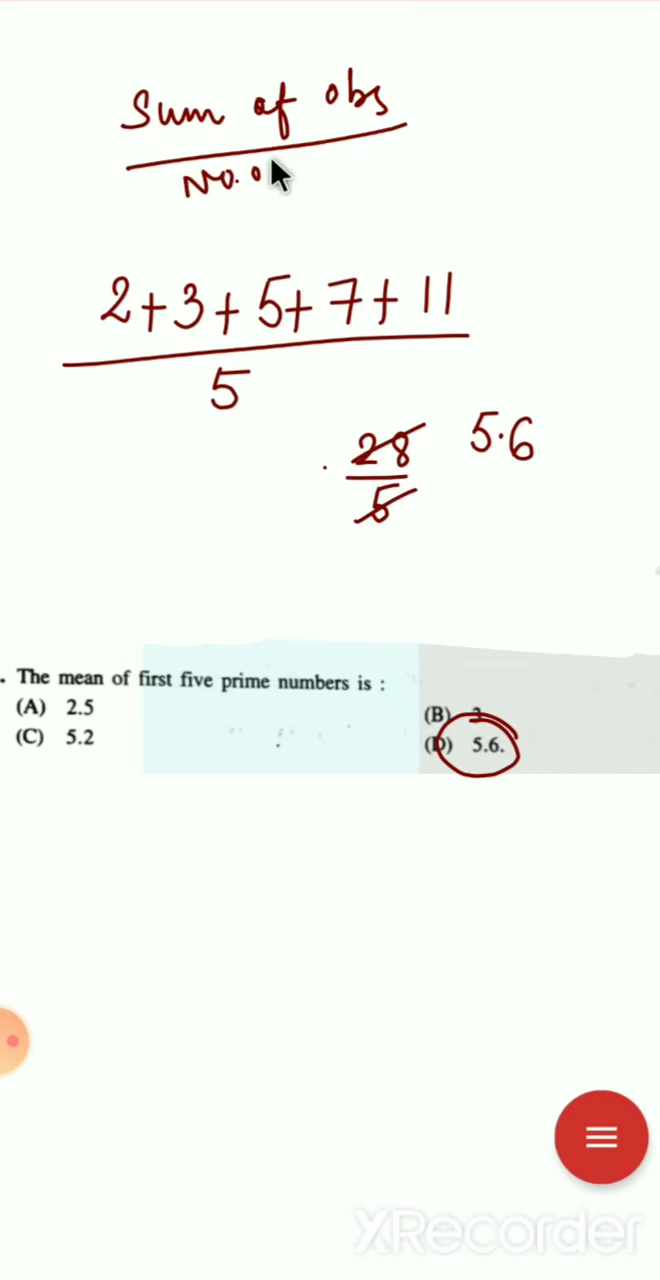 Sum of obs
No. o
2+3+5+7+11
5
28
5
5.6
. The mean of first five prime numbers is :
(A) 2.5
(B)
(C) 5.2
(D) 5.6.
XRecorder